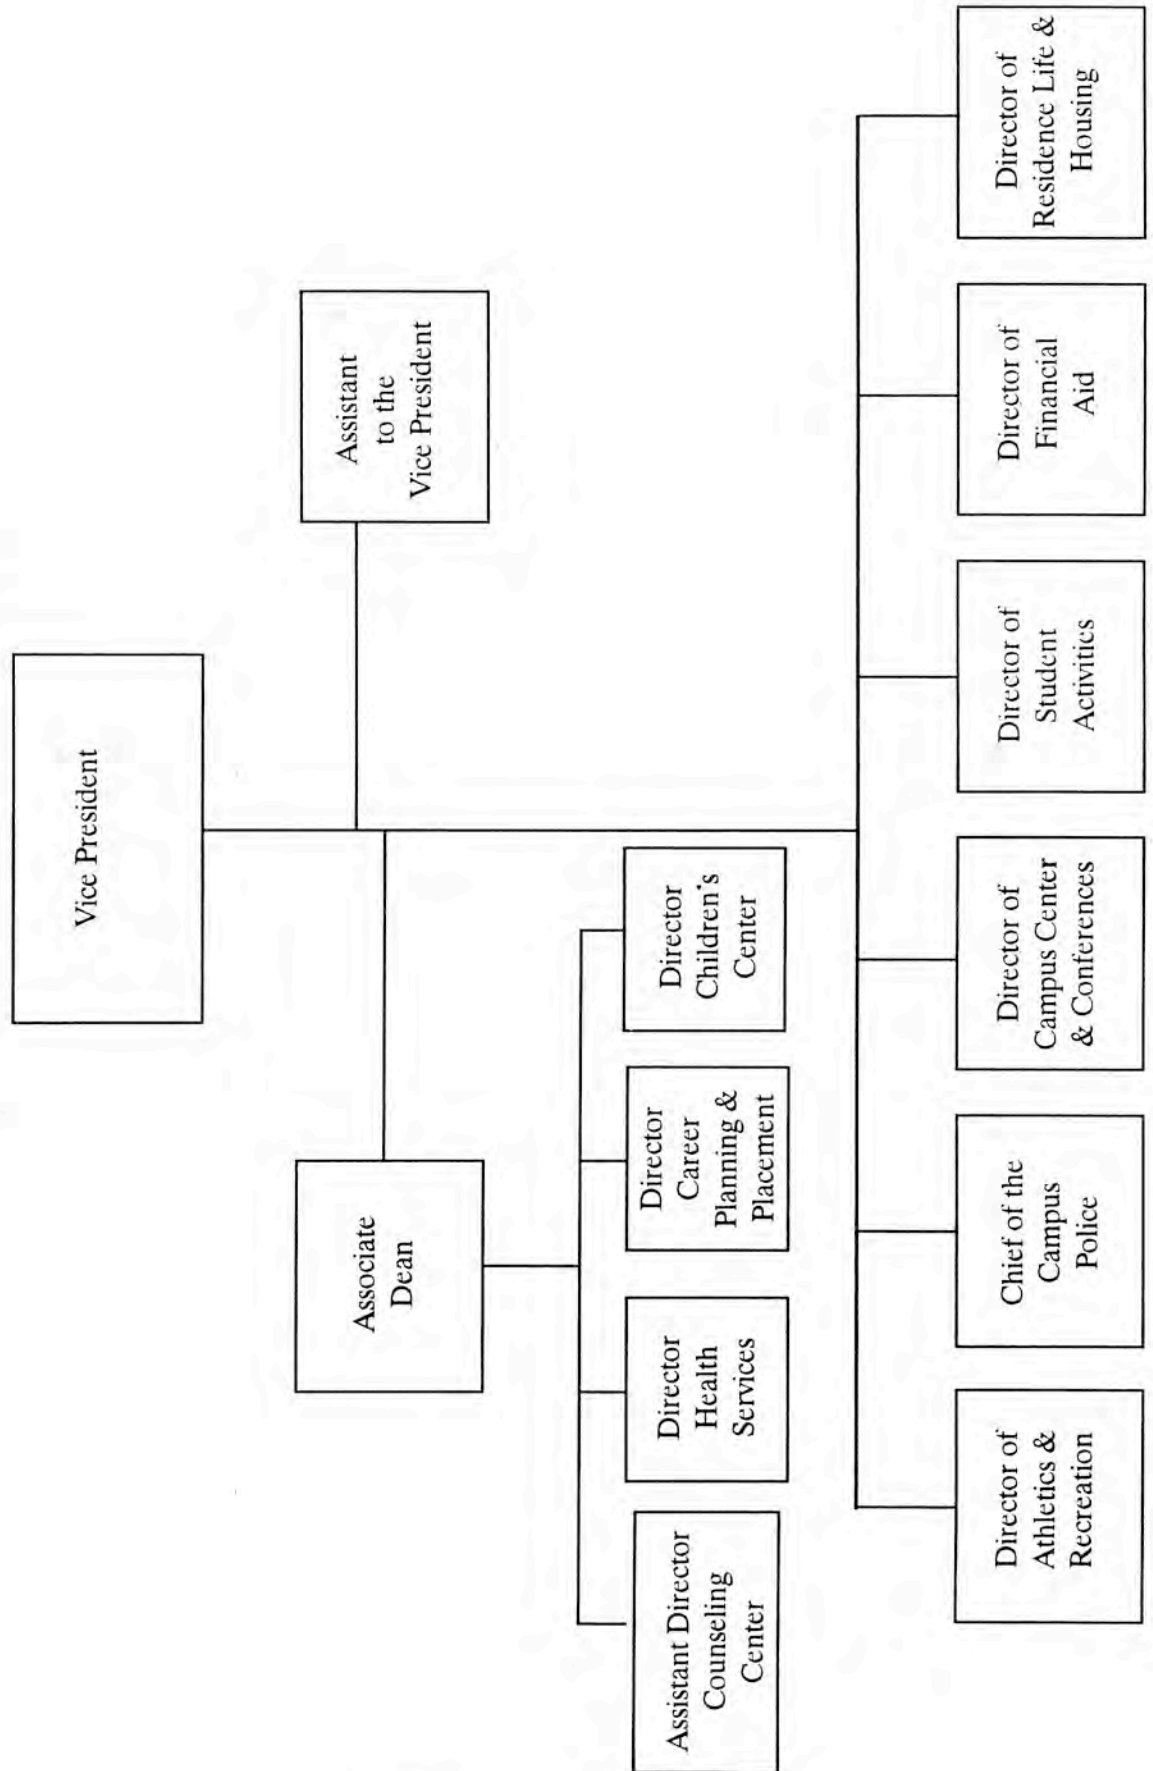 Vice President
Assistant
to the
Vice President
Associate
Dean
Assistant Director
Counseling
Center
Director
Health
Services
Director
Career
Planning &
Placement
Director
Children's
Center
Director of
Athletics &
Recreation
Chief of the
Campus
Police
Director of
Campus Center
& Conferences
Director of
Student
Activities
Director of
Financial
Aid
Director of
Residence Life &
Housing